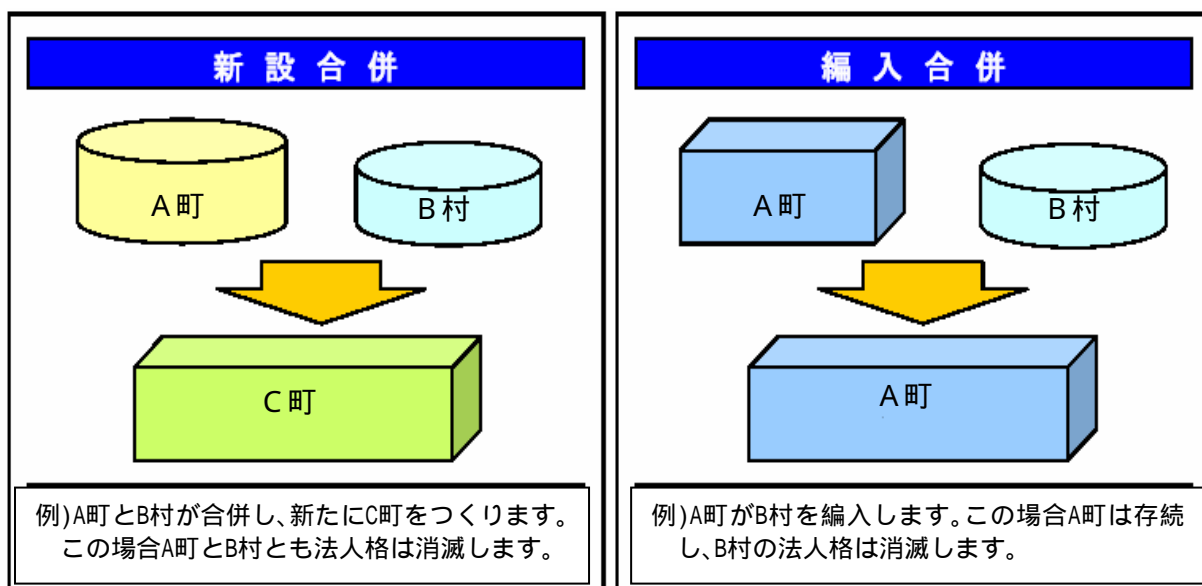 新設合併
A町
B村
C町
例)A町とB村が合併し、新たにC町をつくります。
この場合A町とB村とも法人格は消滅します。
編入合併
A町
B村
A町
例)A町がB村を編入します。この場合A町は存続
し、B村の法人格は消滅します。